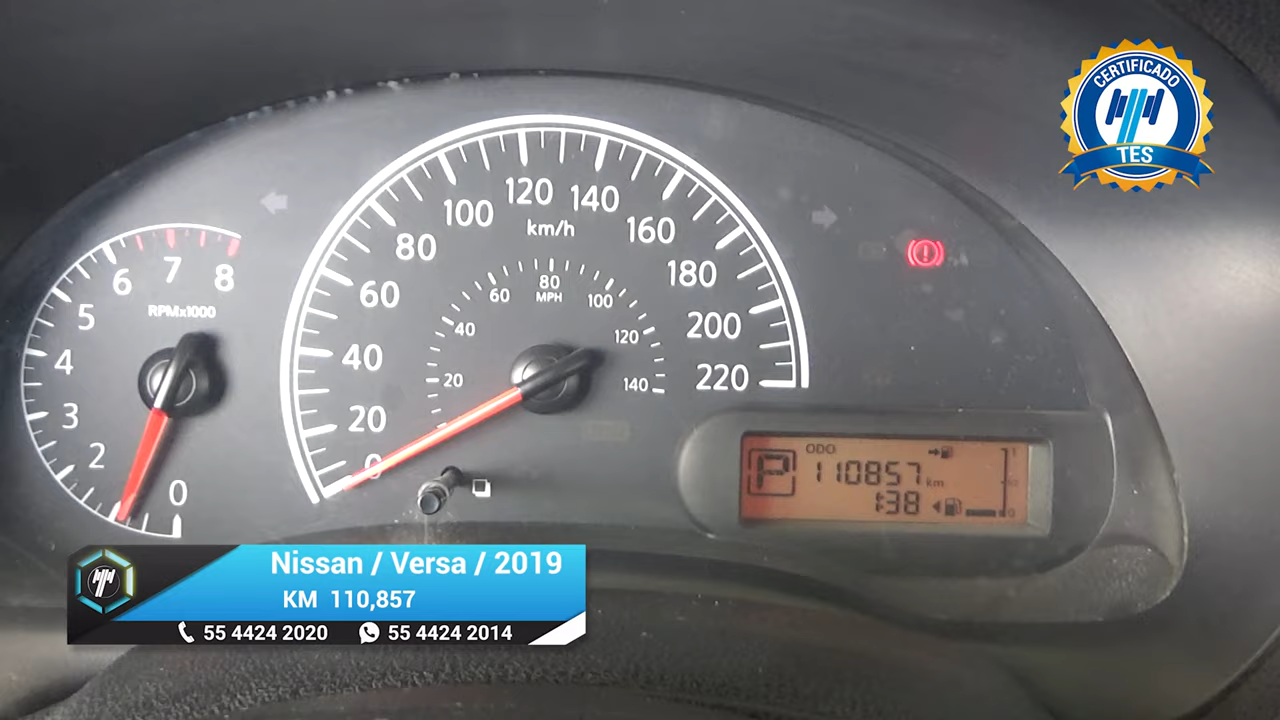 CERTIFICADO
TES
120
140
100
km/h
160
80
180
60
200
40
220
20
0
80
MPH
60
100
40
120
20
140
7
6
8
5
RPMx1000
4
3
2
0
ODO
P
110857 km
1:38
Nissan / Versa / 2019
KM 110,857
55 4424 2020 55 4424 2014